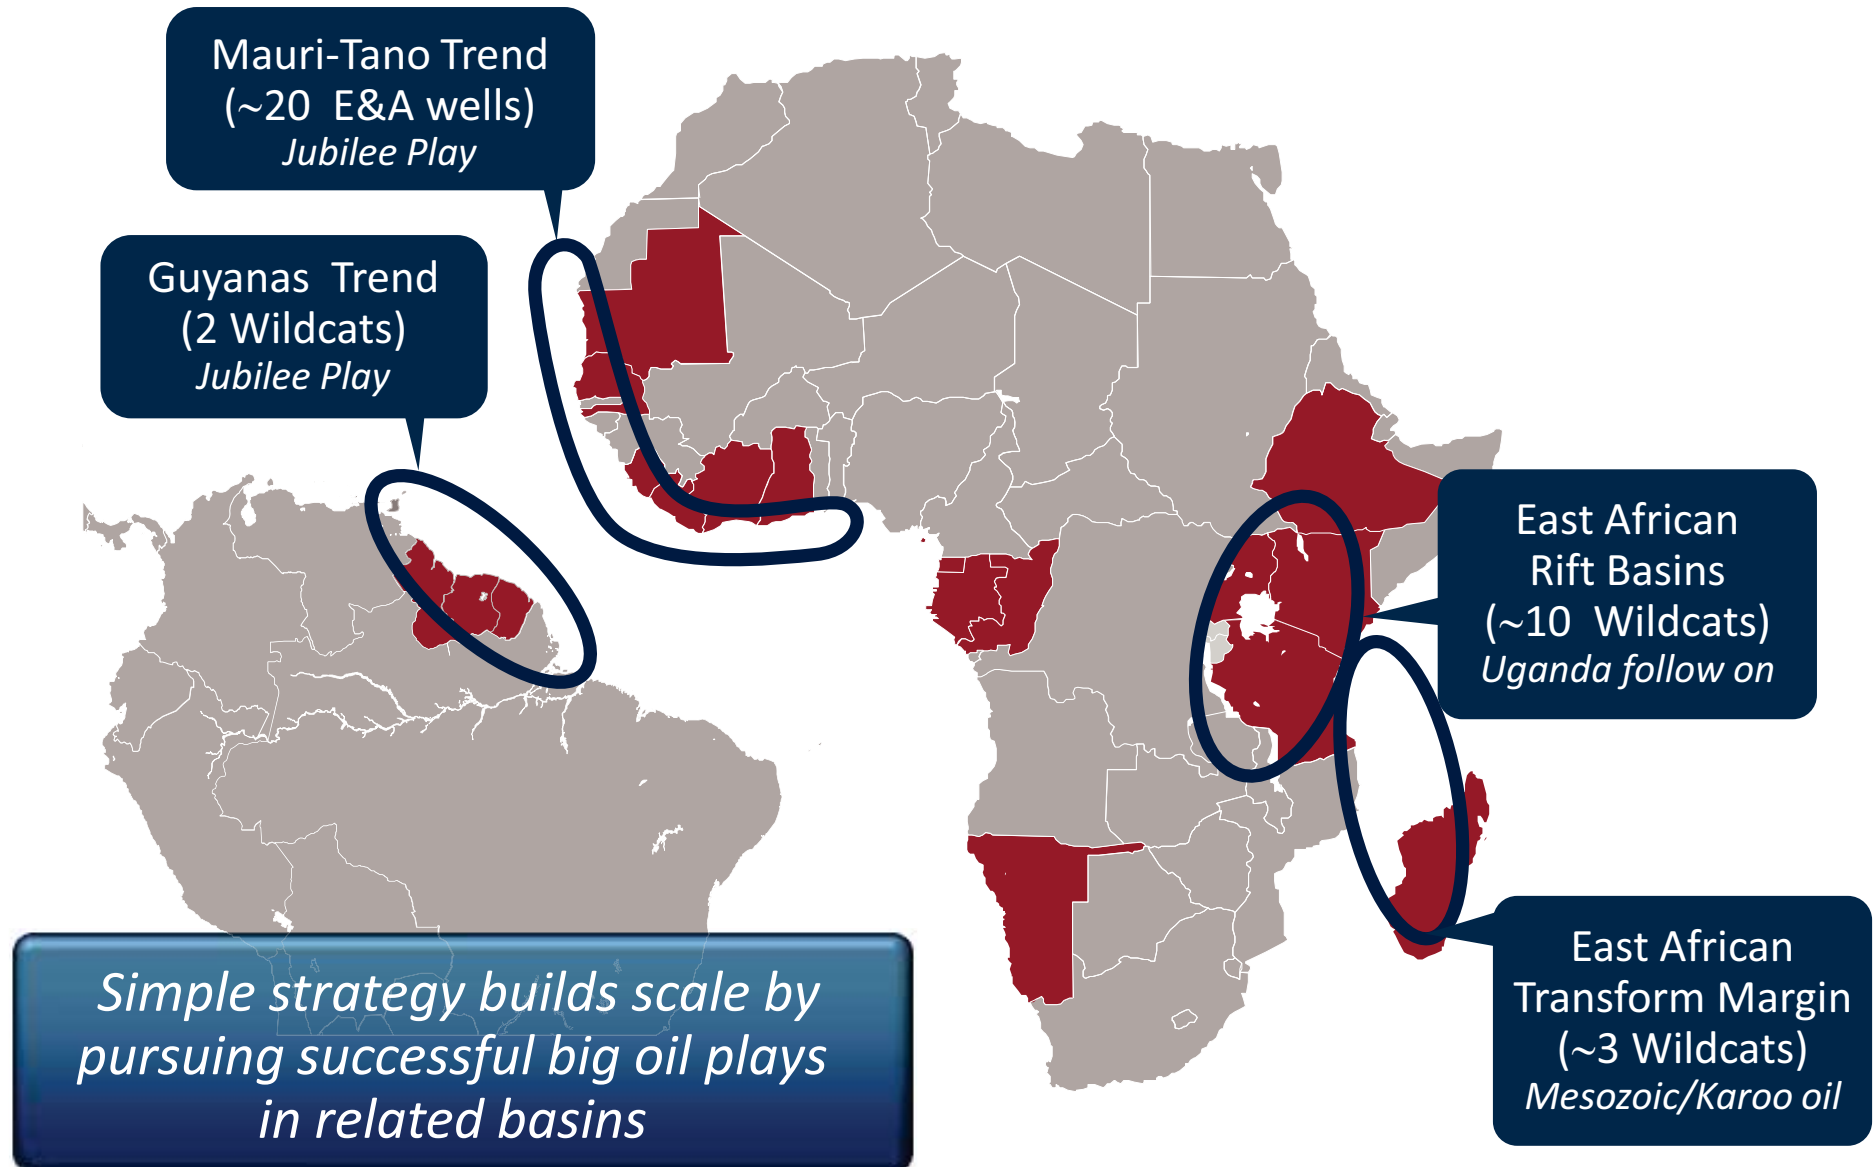 Mauri-Tano Trend
(~20 E&A wells)
Jubilee Play
Guyanas Trend
(2 Wildcats)
Jubilee Play
East African
Rift Basins
(~10 Wildcats)
Uganda follow on
East African
Transform Margin
(~3 Wildcats)
Mesozoic/Karoo oil
Simple strategy builds scale by
pursuing successful big oil plays
in related basins